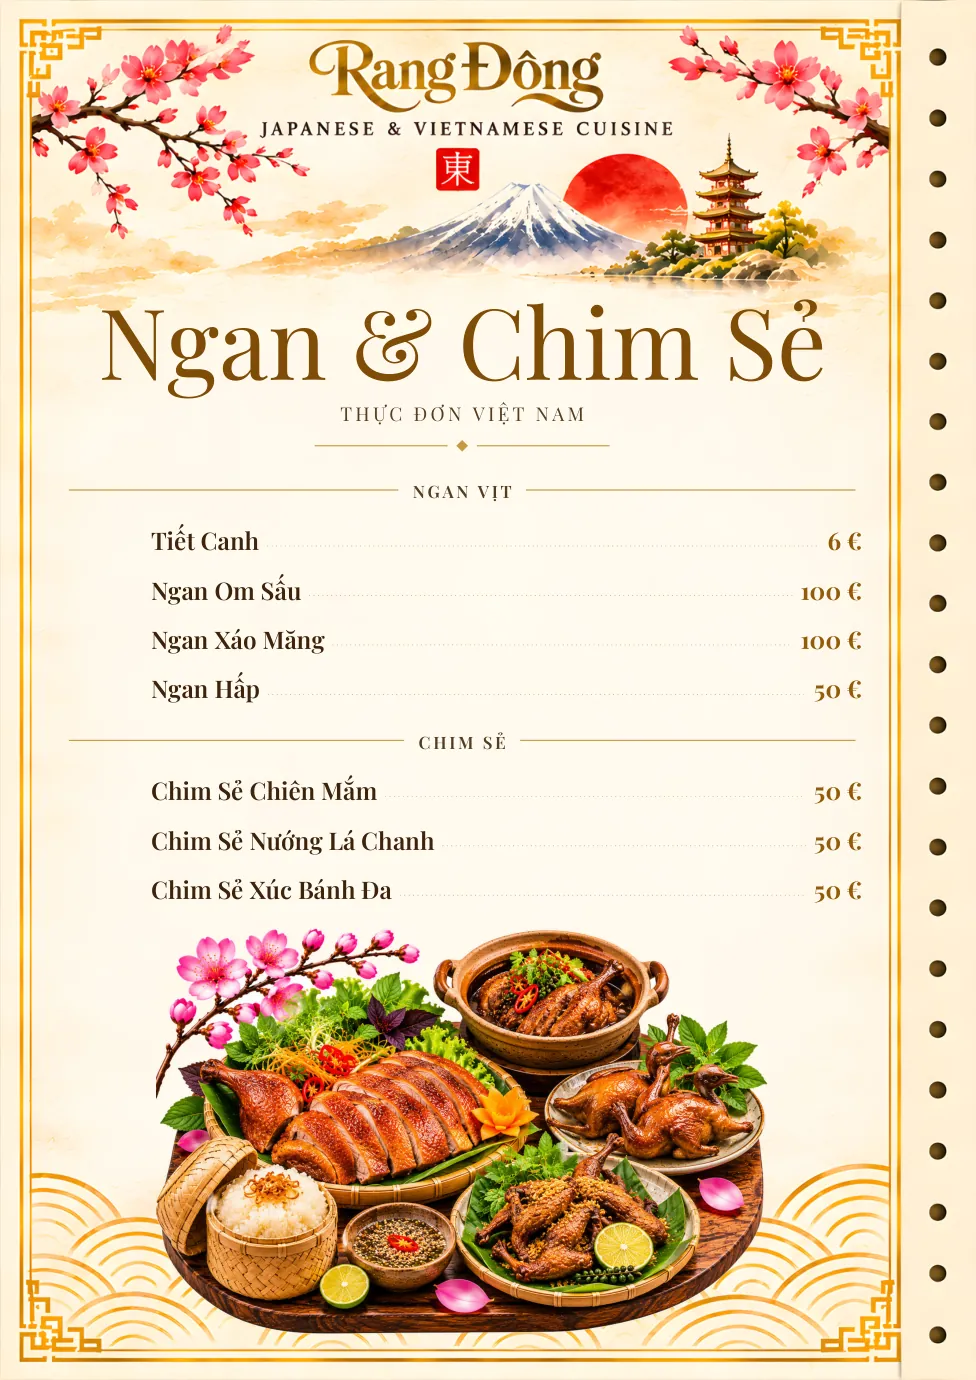 Rang Đông
JAPANESE & VIETNAMESE CUISINE
東
Ngan & Chim Sẻ
THỰC ĐƠN VIỆT NAM
NGAN VỊT
Tiết Canh 6 €
Ngan Om Sấu 100 €
Ngan Xáo Măng 100 €
Ngan Hấp 50 €
CHIM SẺ
Chim Sẻ Chiên Mắm 50 €
Chim Sẻ Nướng Lá Chanh 50 €
Chim Sẻ Xúc Bánh Đa 50 €